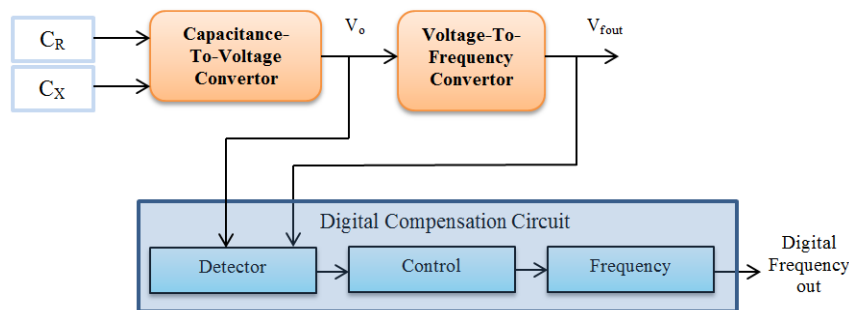 C_R
C_X
Capacitance-
To-Voltage
Convertor
V_o
Voltage-To-
Frequency
Convertor
V_fout
Digital Compensation Circuit
Detector
Control
Frequency
Digital
Frequency
out